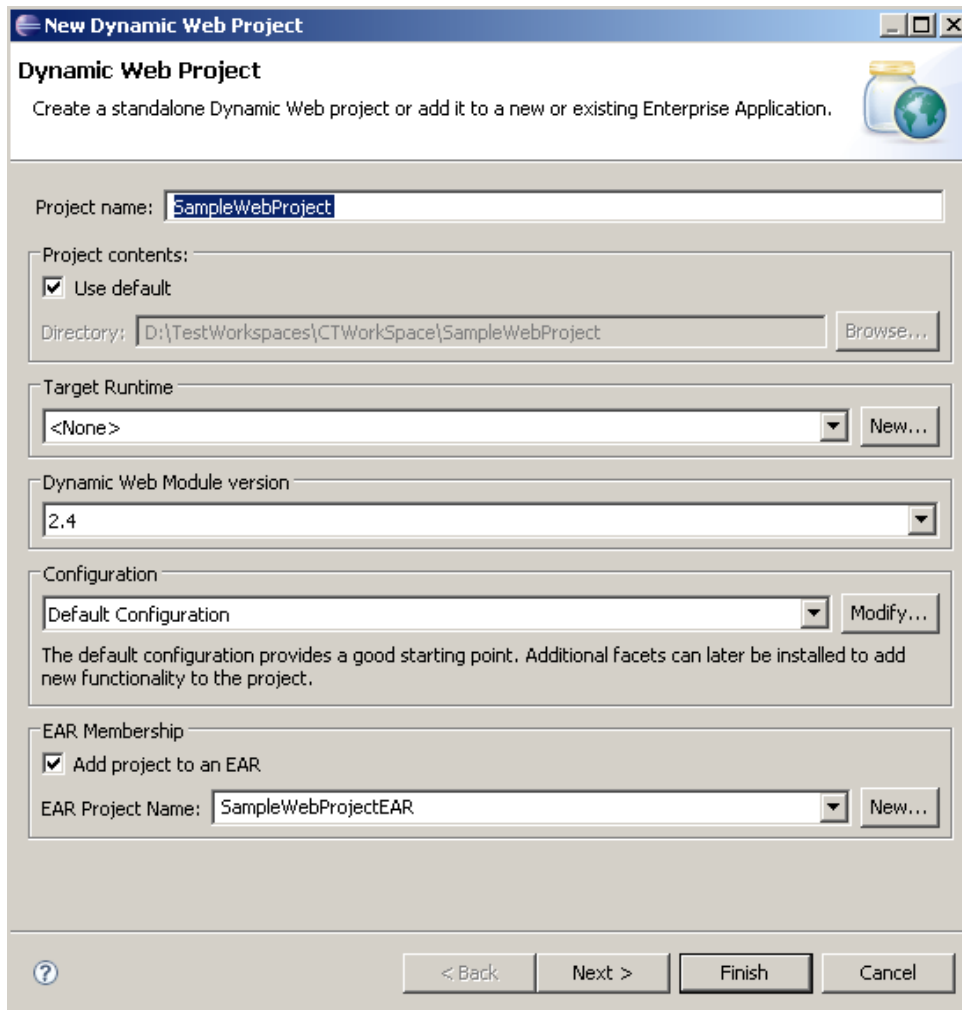 New Dynamic Web Project
Dynamic Web Project
Create a standalone Dynamic Web project or add it to a new or existing Enterprise Application.
Project name: SampleWebProject
Project contents:
Use default
Directory: D:\TestWorkspaces\CTWorkSpace\SampleWebProject Browse...
Target Runtime
<None> New...
Dynamic Web Module version
2.4
Configuration
Default Configuration Modify...
The default configuration provides a good starting point. Additional facets can later be installed to add
new functionality to the project.
EAR Membership
Add project to an EAR
EAR Project Name: SampleWebProjectEAR New...
? < Back Next > Finish Cancel